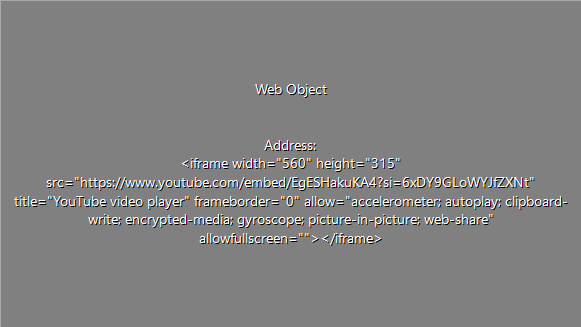 Web Object
Address:
<iframe width="560" height="315"
src="https://www.youtube.com/embed/EgESHakuKA4?si=6xDY9GLoWYJfZXNt"
title="YouTube video player" frameborder="0" allow="accelerometer; autoplay; clipboard-
write; encrypted-media; gyroscope; picture-in-picture; web-share"
allowfullscreen=""></iframe>